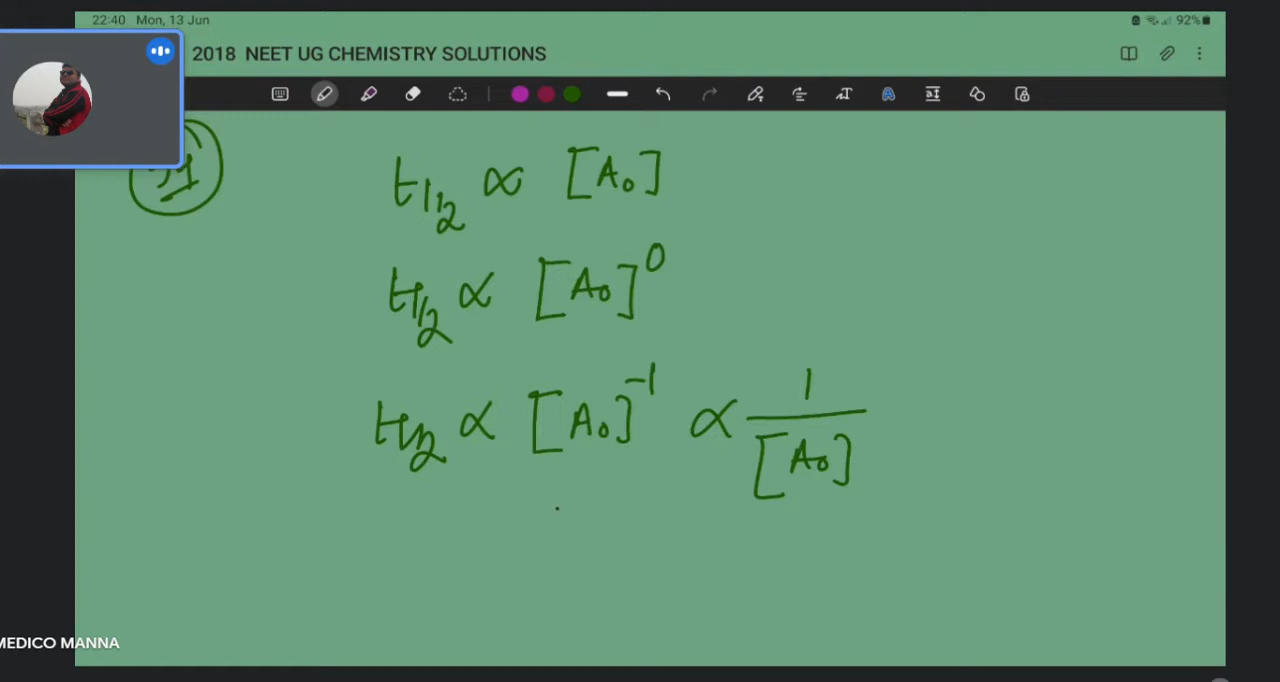 22:40 Mon, 13 Jun 92%
2018 NEET UG CHEMISTRY SOLUTIONS
t1/2 ∝ [A₀]
t1/2 ∝ [A₀]⁰
t1/2 ∝ [A₀]⁻¹ ∝ 1/[A₀]
MEDICO MANNA